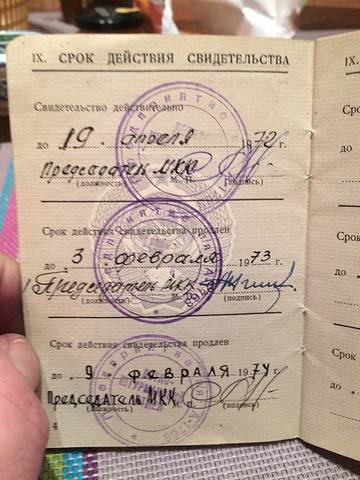 IX. СРОК ДЕЙСТВИЯ СВИДЕТЕЛЬСТВА
IX.
Свидетельство действительно
до 19. апреля 1972 г.
Председатель МКК
(должность) М. П. (подпись)
Срок действия свидетельства продлен
до 3 февраля 1973 г.
Председатель МКК
(должность) (подпись)
Срок действия свидетельства продлен
до 9. февраля 1974 г.
Председатель МКК
(должность) М. П. (подпись)
4